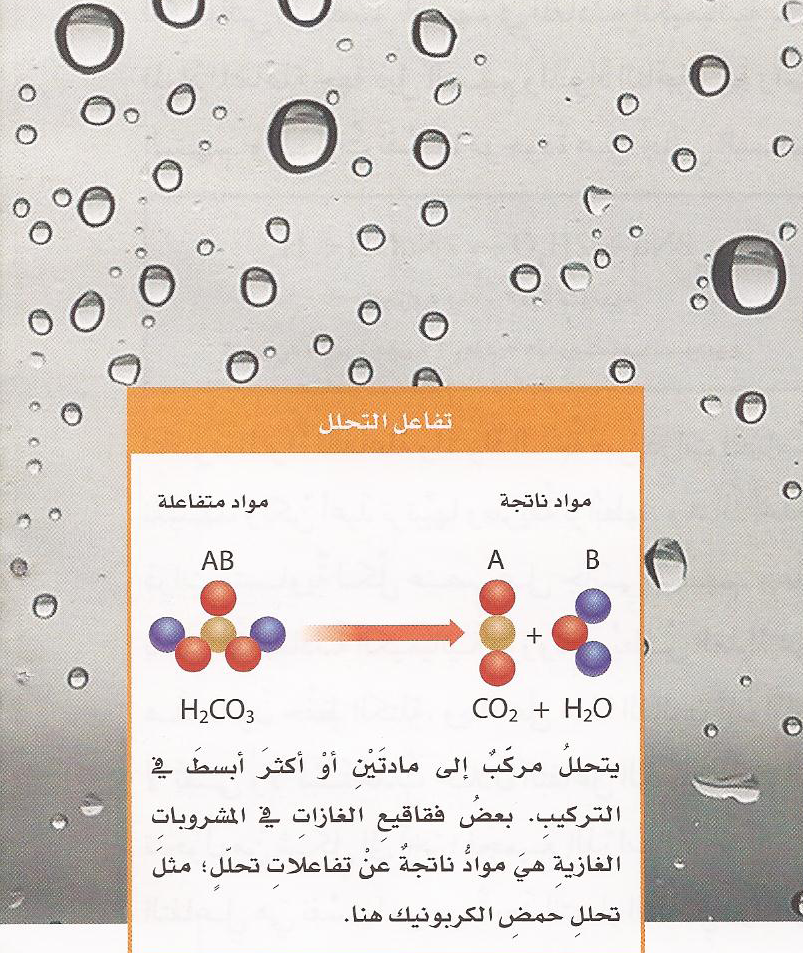 تفاعل التحلل
مواد متفاعلة
مواد ناتجة
AB
A B
+
H₂CO₃
CO₂ + H₂O
يتحللُ مركّبٌ إلى مادتَيْنِ أوْ أكثرَ أبسطَ في
التركيبِ. بعضُ فقاقيعِ الغازاتِ في المشروباتِ
الغازيةِ هيَ موادُّ ناتجةٌ عنْ تفاعلاتِ تحلّلٍ؛ مثلَ
تحللِ حمضِ الكربونيك هنا.